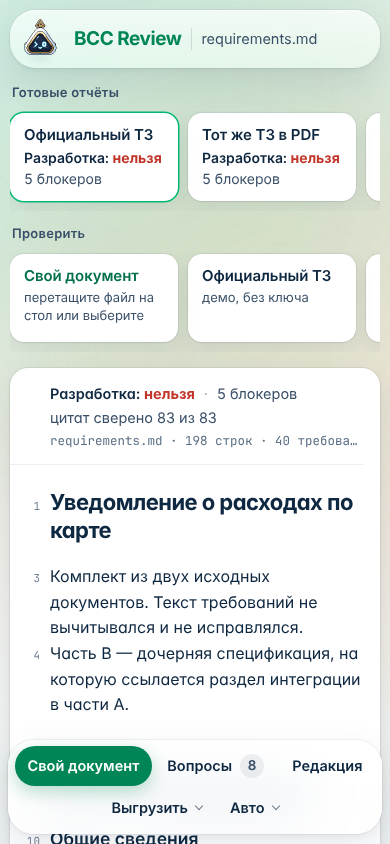 BCC Review requirements.md
Готовые отчёты
Официальный ТЗ
Разработка: нельзя
5 блокеров
Тот же ТЗ в PDF
Разработка: нельзя
5 блокеров
Проверить
Свой документ
перетащите файл на
стол или выберите
Официальный ТЗ
демо, без ключа
Разработка: нельзя · 5 блокеров
цитат сверено 83 из 83
requirements.md · 198 строк · 40 требова…
1 Уведомление о расходах по
карте
3 Комплект из двух исходных
документов. Текст требований не
вычитывался и не исправлялся.
4 Часть B — дочерняя спецификация, на
которую ссылается раздел интеграции
в части A.
Свой документ Вопросы 8 Редакция
Выгрузить Авто
10 Общие сведения